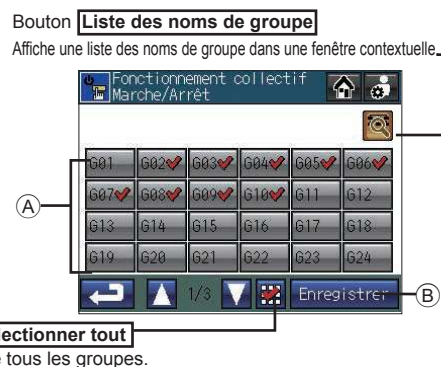 Bouton Liste des noms de groupe
Affiche une liste des noms de groupe dans une fenêtre contextuelle
Fonctionnement collectif
Marche/Arrêt
G01 G02 G03 G04 G05 G06
A
G07 G08 G09 G10 G11 G12
G13 G14 G15 G16 G17 G18
G19 G20 G21 G22 G23 G24
1/3 Enregistrer
B
lectionner tout
tous les groupes.